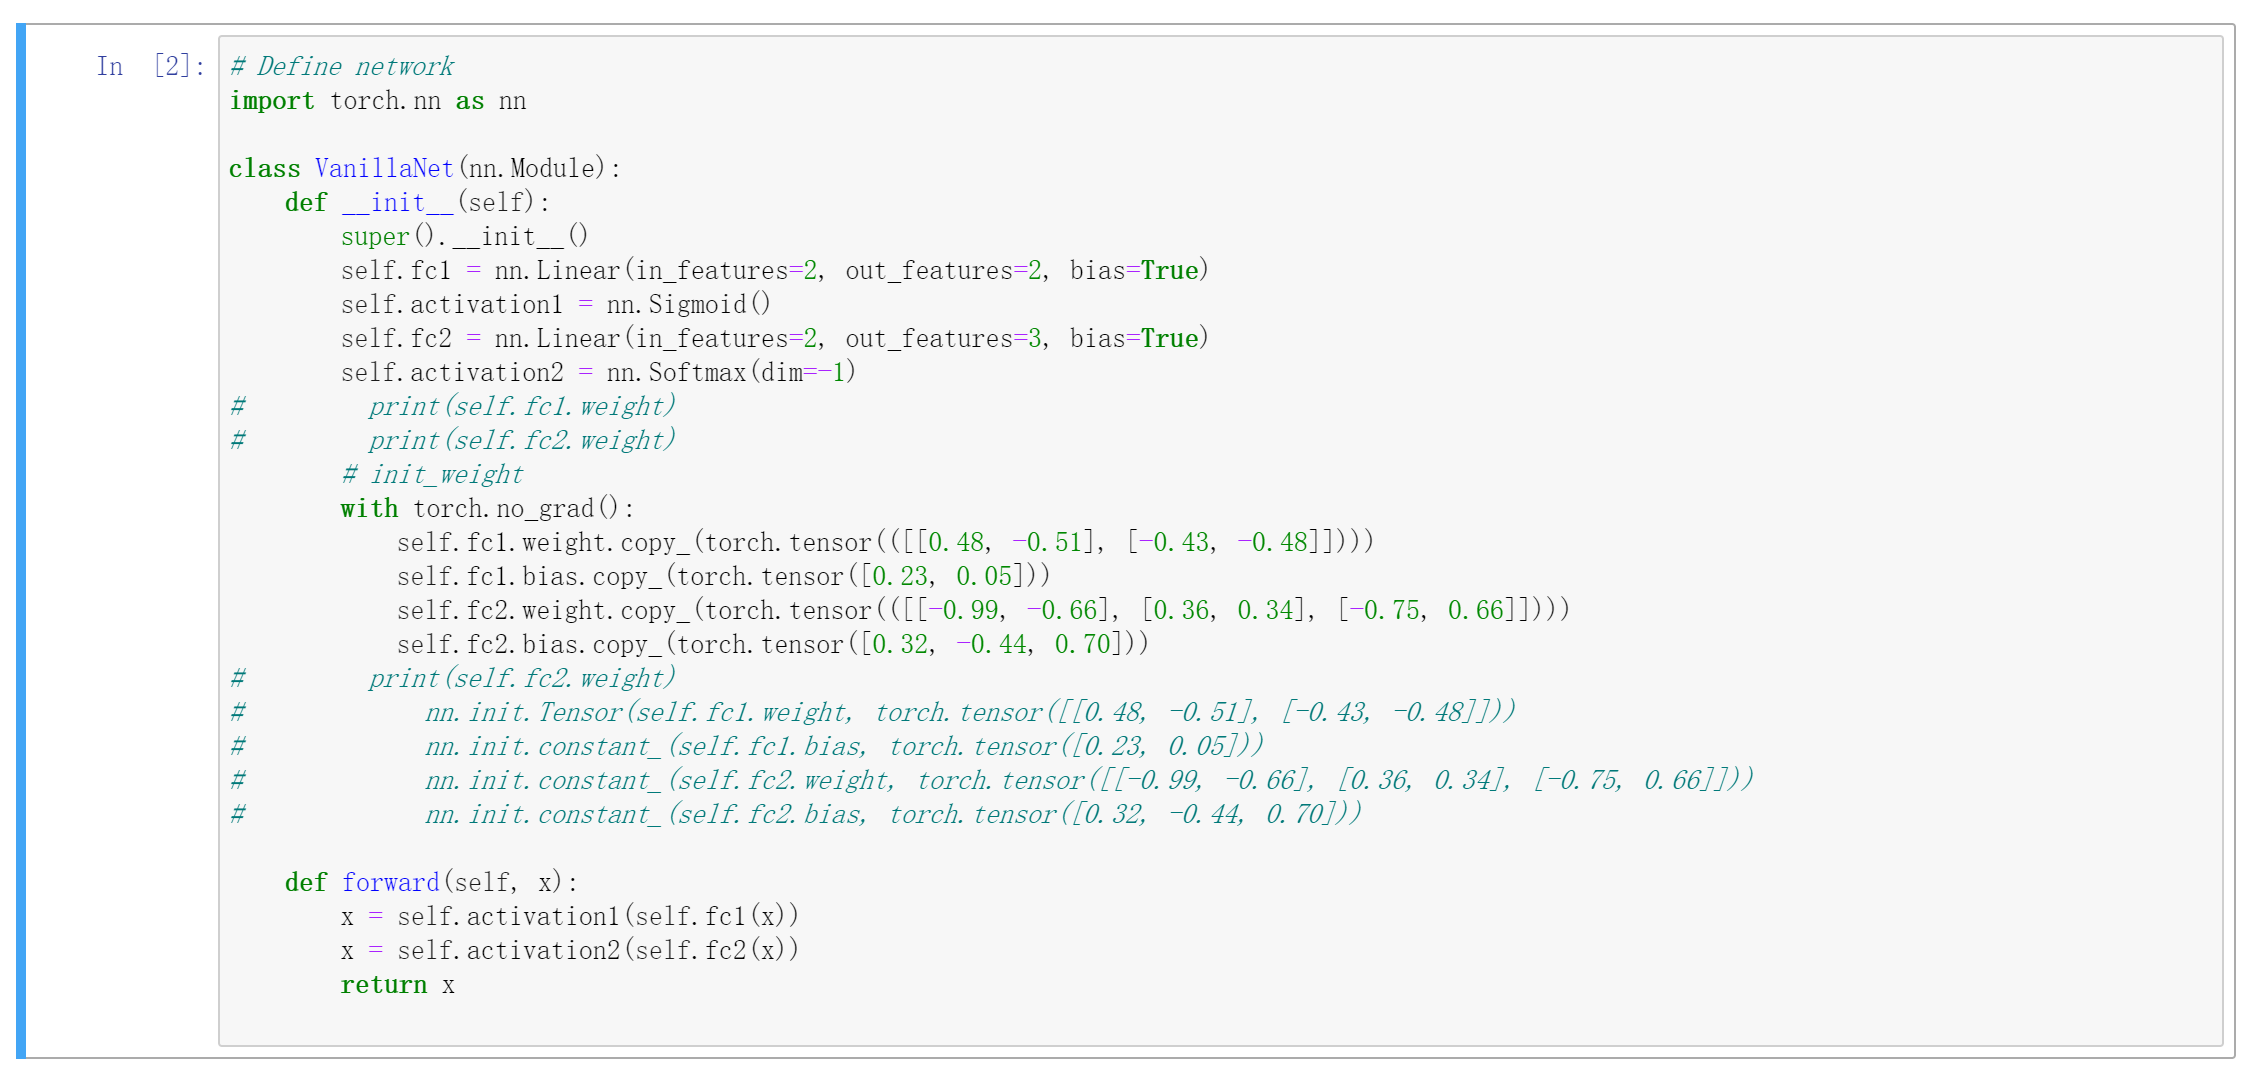 In [2]:
# Define network
import torch.nn as nn

class VanillaNet(nn.Module):
    def __init__(self):
        super().__init__()
        self.fc1 = nn.Linear(in_features=2, out_features=2, bias=True)
        self.activation1 = nn.Sigmoid()
        self.fc2 = nn.Linear(in_features=2, out_features=3, bias=True)
        self.activation2 = nn.Softmax(dim=-1)
#         print(self.fc1.weight)
#         print(self.fc2.weight)
        # init_weight
        with torch.no_grad():
            self.fc1.weight.copy_(torch.tensor(([[0.48, -0.51], [-0.43, -0.48]])))
            self.fc1.bias.copy_(torch.tensor([0.23, 0.05]))
            self.fc2.weight.copy_(torch.tensor(([[-0.99, -0.66], [0.36, 0.34], [-0.75, 0.66]])))
            self.fc2.bias.copy_(torch.tensor([0.32, -0.44, 0.70]))
#         print(self.fc2.weight)
#             nn.init.Tensor(self.fc1.weight, torch.tensor([[0.48, -0.51], [-0.43, -0.48]]))
#             nn.init.constant_(self.fc1.bias, torch.tensor([0.23, 0.05]))
#             nn.init.constant_(self.fc2.weight, torch.tensor([[-0.99, -0.66], [0.36, 0.34], [-0.75, 0.66]]))
#             nn.init.constant_(self.fc2.bias, torch.tensor([0.32, -0.44, 0.70]))

    def forward(self, x):
        x = self.activation1(self.fc1(x))
        x = self.activation2(self.fc2(x))
        return x